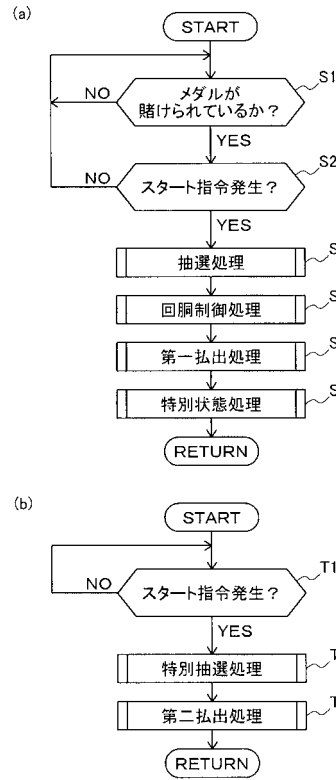 (a)
START
メダルが
賭けられているか？
S1
NO
YES
スタート指令発生？
S2
NO
YES
抽選処理
S
回胴制御処理
S
第一払出処理
S
特別状態処理
S
RETURN
(b)
START
スタート指令発生？
T1
NO
YES
特別抽選処理
T
第二払出処理
T
RETURN